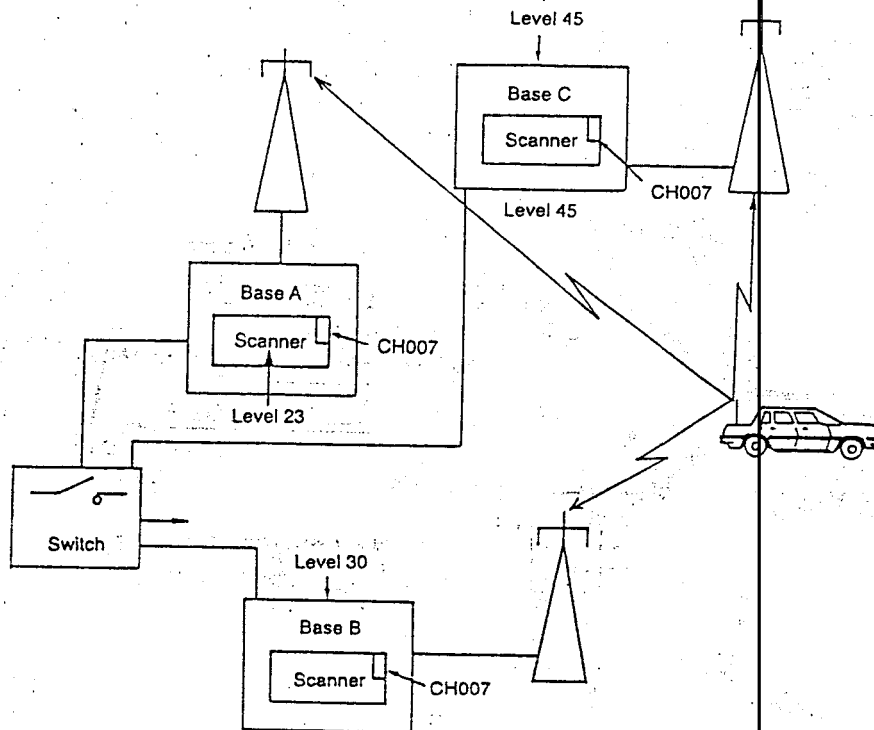 Level 45
Base C
Scanner
CH007
Level 45
Base A
Scanner
CH007
Level 23
Switch
Level 30
Base B
Scanner
CH007